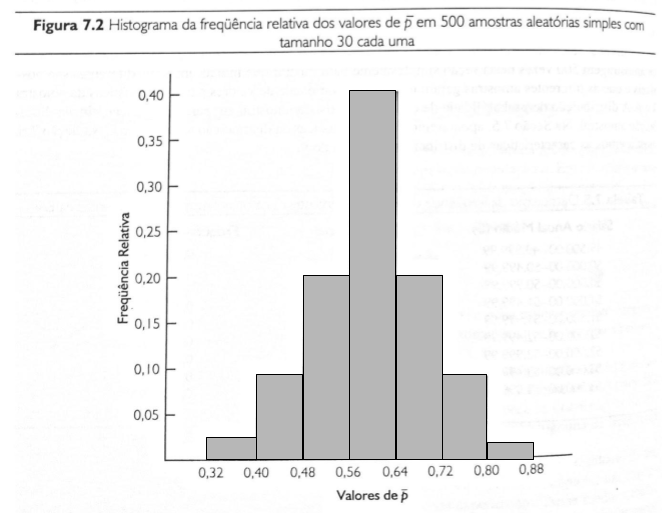 Figura 7.2 Histograma da freqüência relativa dos valores de p̅ em 500 amostras aleatórias simples com
tamanho 30 cada uma
0,40
0,35
0,30
0,25
0,20
0,15
0,10
0,05
Freqüência Relativa
0,32 0,40 0,48 0,56 0,64 0,72 0,80 0,88
Valores de p̅